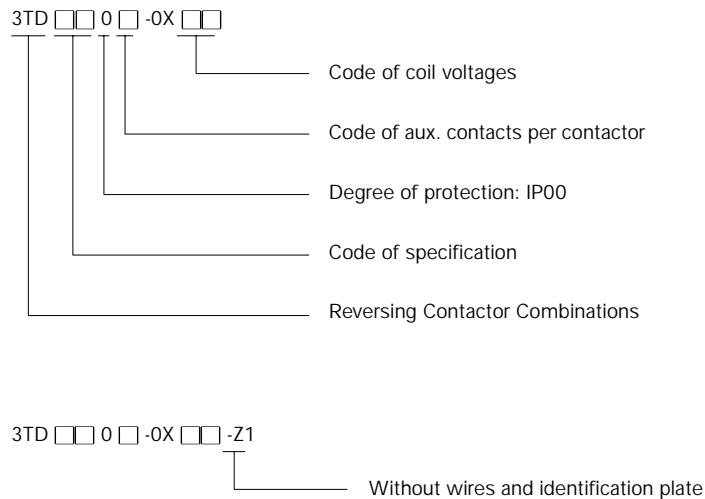 3TD □□ 0 □ -0X □□
Code of coil voltages
Code of aux. contacts per contactor
Degree of protection: IP00
Code of specification
Reversing Contactor Combinations
3TD □□ 0 □ -0X □□ -Z1
Without wires and identification plate